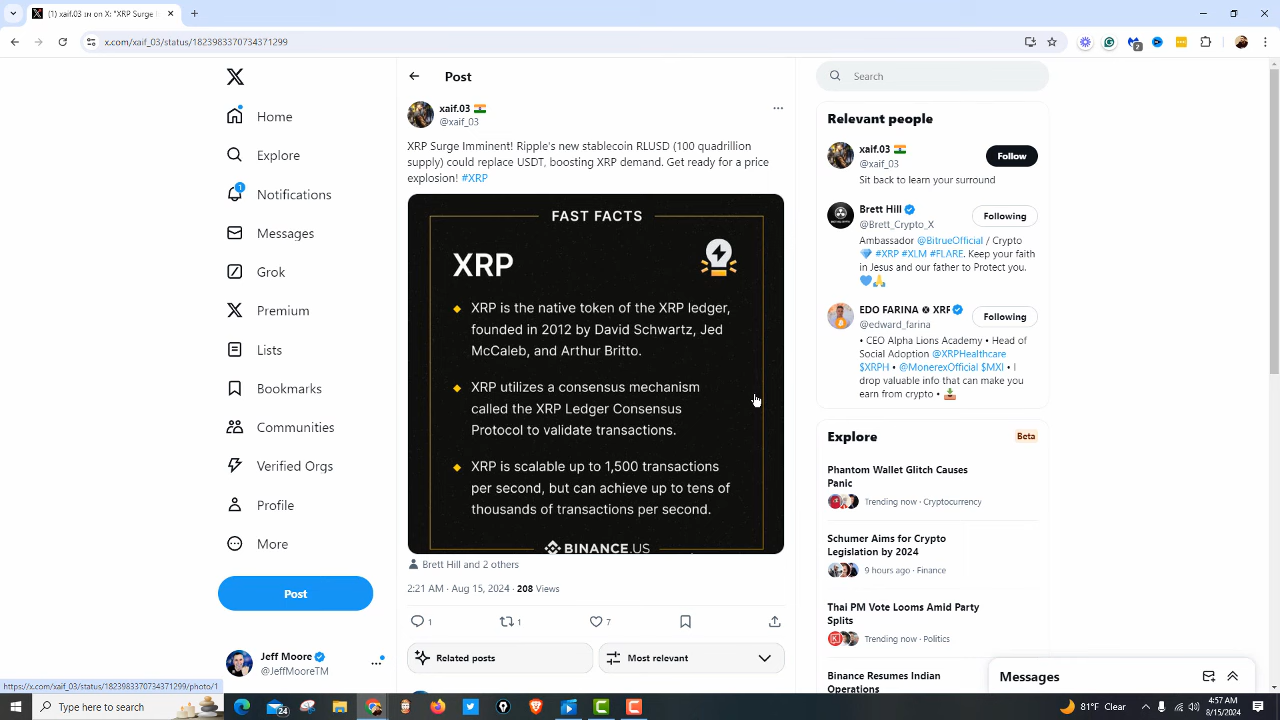 (1) xaif.03 IN on X: "XRP Surge I
x.com/xaif_03/status/1823983370734371299
2
Home
Explore
1
Notifications
Messages
Grok
Premium
Lists
Bookmarks
Communities
Verified Orgs
Profile
More
Post
Jeff Moore
@JeffMooreTM
Post
xaif.03
@xaif_03
XRP Surge Imminent! Ripple's new stablecoin RLUSD (100 quadrillion
supply) could replace USDT, boosting XRP demand. Get ready for a price
explosion! #XRP
FAST FACTS
XRP
XRP is the native token of the XRP ledger,
founded in 2012 by David Schwartz, Jed
McCaleb, and Arthur Britto.
XRP utilizes a consensus mechanism
called the XRP Ledger Consensus
Protocol to validate transactions.
XRP is scalable up to 1,500 transactions
per second, but can achieve up to tens of
thousands of transactions per second.
BINANCE.US
Brett Hill and 2 others
2:21 AM · Aug 15, 2024 · 208 Views
1
1
7
Related posts
Most relevant
Search
Relevant people
xaif.03
@xaif_03
Follow
Sit back to learn your surround
Brett Hill
@Brett_Crypto_X
Following
Ambassador @BitrueOfficial / Crypto
#XRP #XLM #FLARE. Keep your faith
in Jesus and our father to Protect you.
EDO FARINA XRP
@edward_farina
Following
• CEO Alpha Lions Academy • Head of
Social Adoption @XRPHealthcare
$XRPH • @MonerexOfficial $MXI • I
drop valuable info that can make you
earn from crypto •
Explore
Beta
Phantom Wallet Glitch Causes
Panic
Trending now · Cryptocurrency
Schumer Aims for Crypto
Legislation by 2024
9 hours ago · Finance
Thai PM Vote Looms Amid Party
Splits
Trending now · Politics
Binance Resumes Indian
Operations
Messages
https://x.com/xaif_03/status/1823983370734371299/photo/1
Type here to search
81°F Clear
4:57 AM
8/15/2024